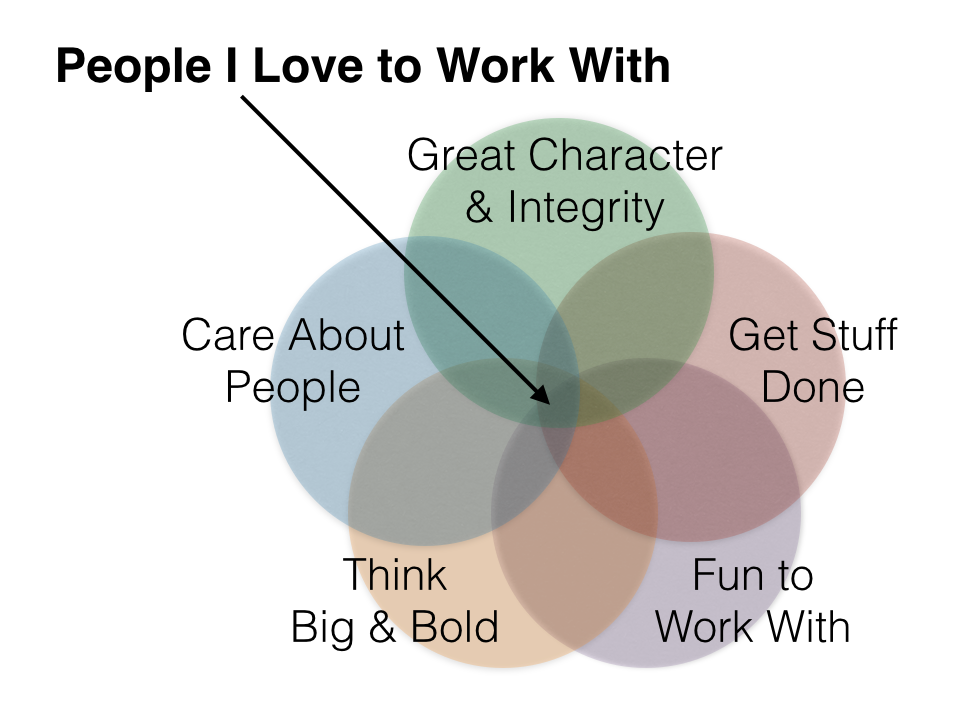 People I Love to Work With
Great Character
& Integrity
Care About
People
Get Stuff
Done
Think
Big & Bold
Fun to
Work With